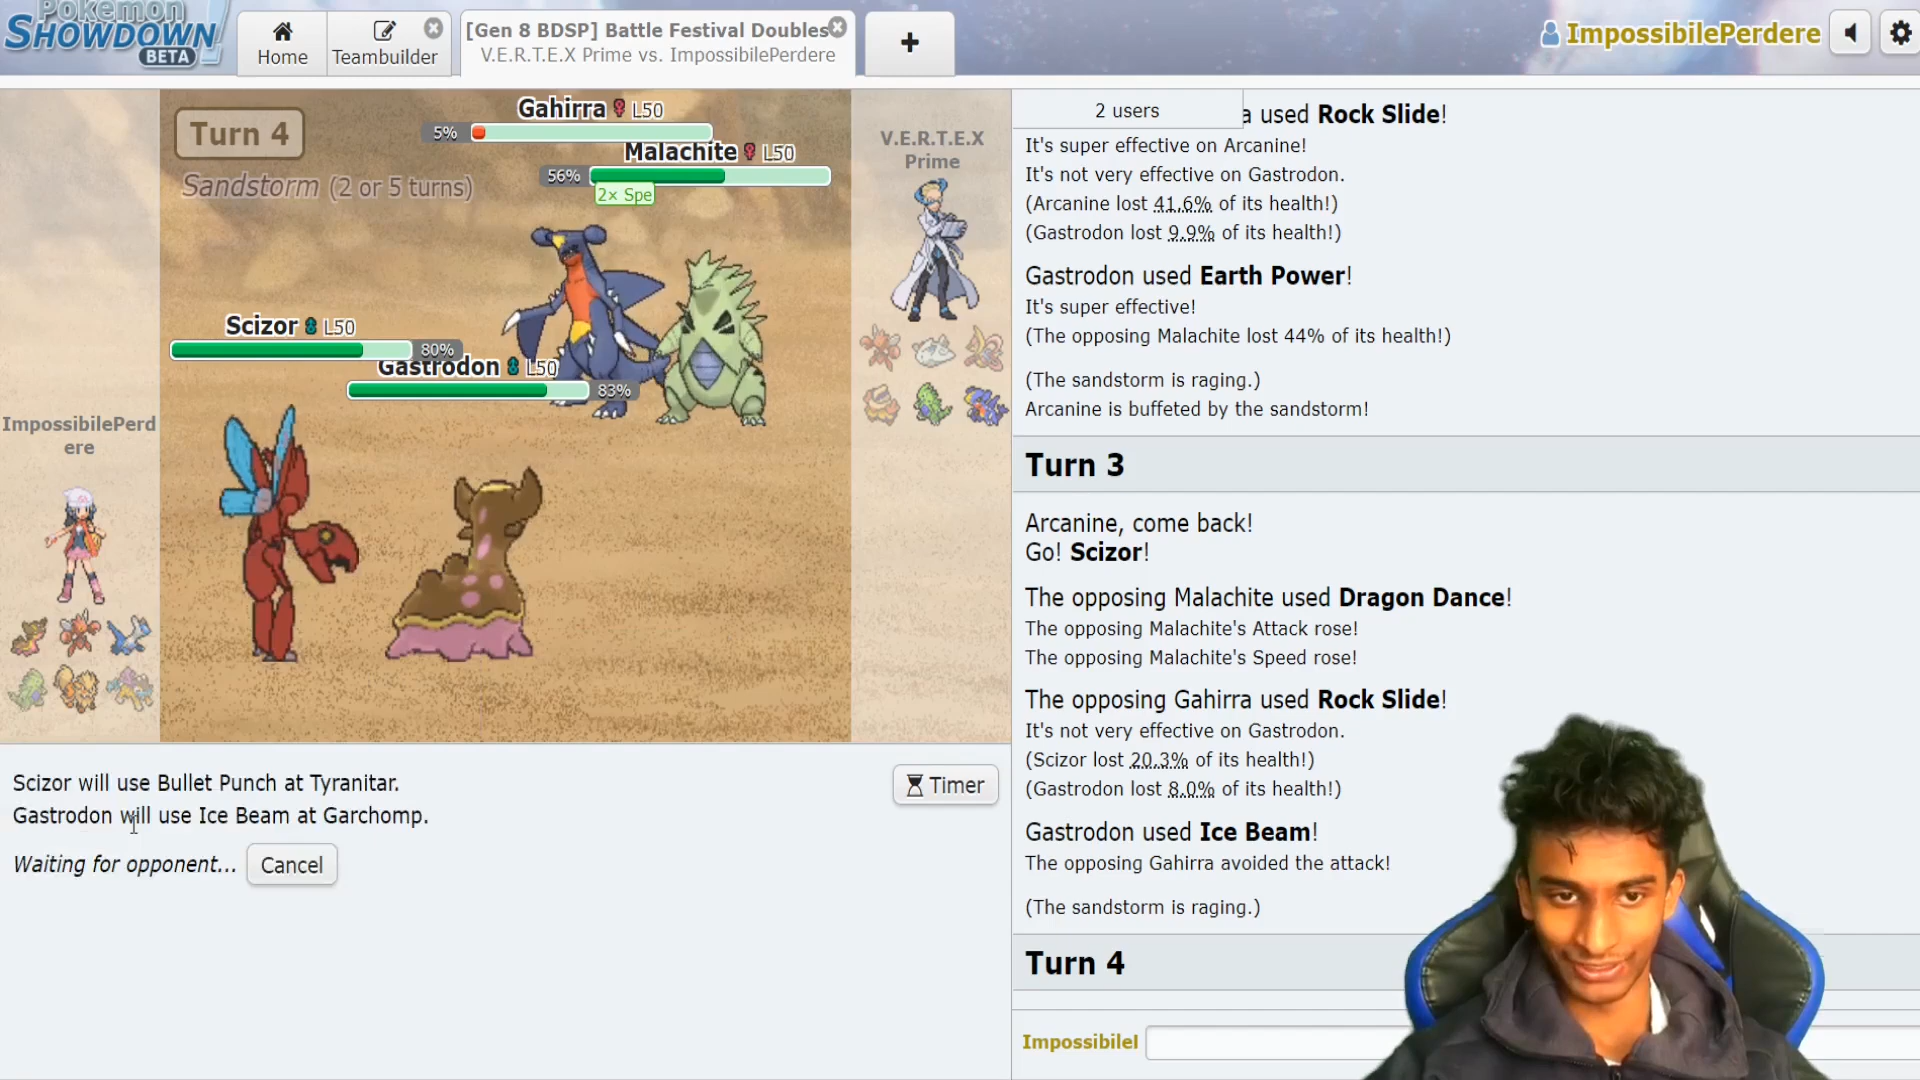 Pokémon
SHOWDOWN
BETA
Home
Teambuilder
[Gen 8 BDSP] Battle Festival Doubles
V.E.R.T.E.X Prime vs. ImpossibilePerdere
+
ImpossibilePerdere
Turn 4
Sandstorm (2 or 5 turns)
Gahirra L50
5%
Malachite L50
56%
2× Spe
Scizor L50
80%
Gastrodon L50
83%
ImpossibilePerd
ere
V.E.R.T.E.X
Prime
Scizor will use Bullet Punch at Tyranitar.
Gastrodon will use Ice Beam at Garchomp.
Waiting for opponent... Cancel
Timer
2 users
a used Rock Slide!
It's super effective on Arcanine!
It's not very effective on Gastrodon.
(Arcanine lost 41.6% of its health!)
(Gastrodon lost 9.9% of its health!)
Gastrodon used Earth Power!
It's super effective!
(The opposing Malachite lost 44% of its health!)
(The sandstorm is raging.)
Arcanine is buffeted by the sandstorm!
Turn 3
Arcanine, come back!
Go! Scizor!
The opposing Malachite used Dragon Dance!
The opposing Malachite's Attack rose!
The opposing Malachite's Speed rose!
The opposing Gahirra used Rock Slide!
It's not very effective on Gastrodon.
(Scizor lost 20.3% of its health!)
(Gastrodon lost 8.0% of its health!)
Gastrodon used Ice Beam!
The opposing Gahirra avoided the attack!
(The sandstorm is raging.)
Turn 4
Impossibilel